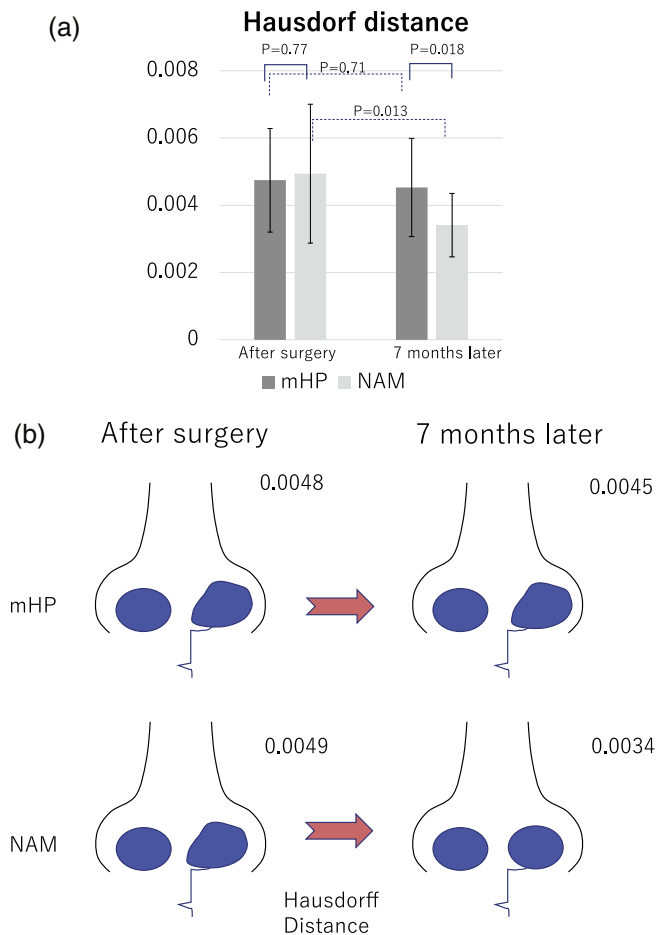 (a)
Hausdorf distance
P=0.77
P=0.018
P=0.71
P=0.013
0.008
0.006
0.004
0.002
0
After surgery
7 months later
mHP NAM
(b)
After surgery
7 months later
0.0048
0.0045
mHP
0.0049
0.0034
NAM
Hausdorff
Distance